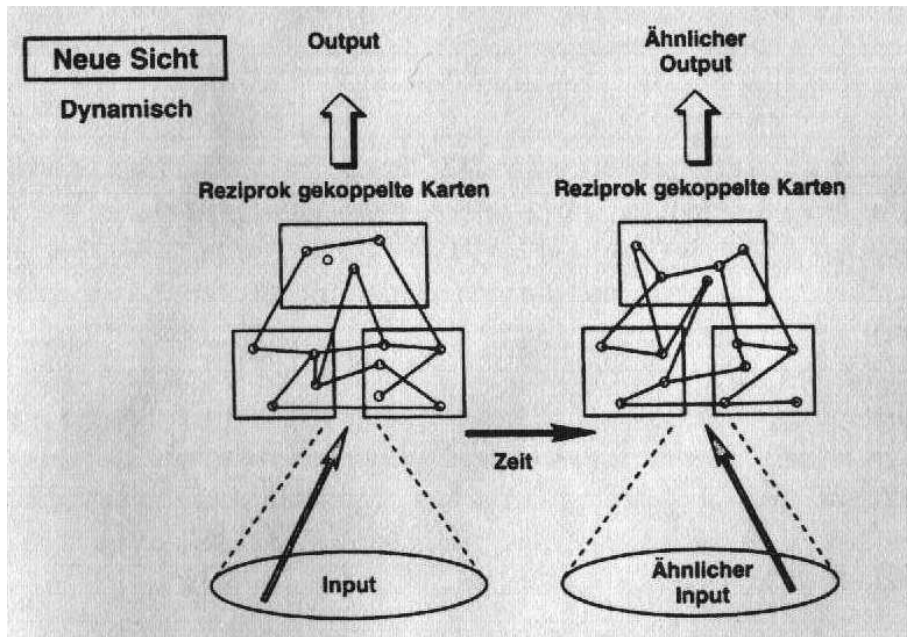 Neue Sicht
Dynamisch
Output
Ähnlicher
Output
Reziprok gekoppelte Karten
Reziprok gekoppelte Karten
Zeit
Input
Ähnlicher
Input